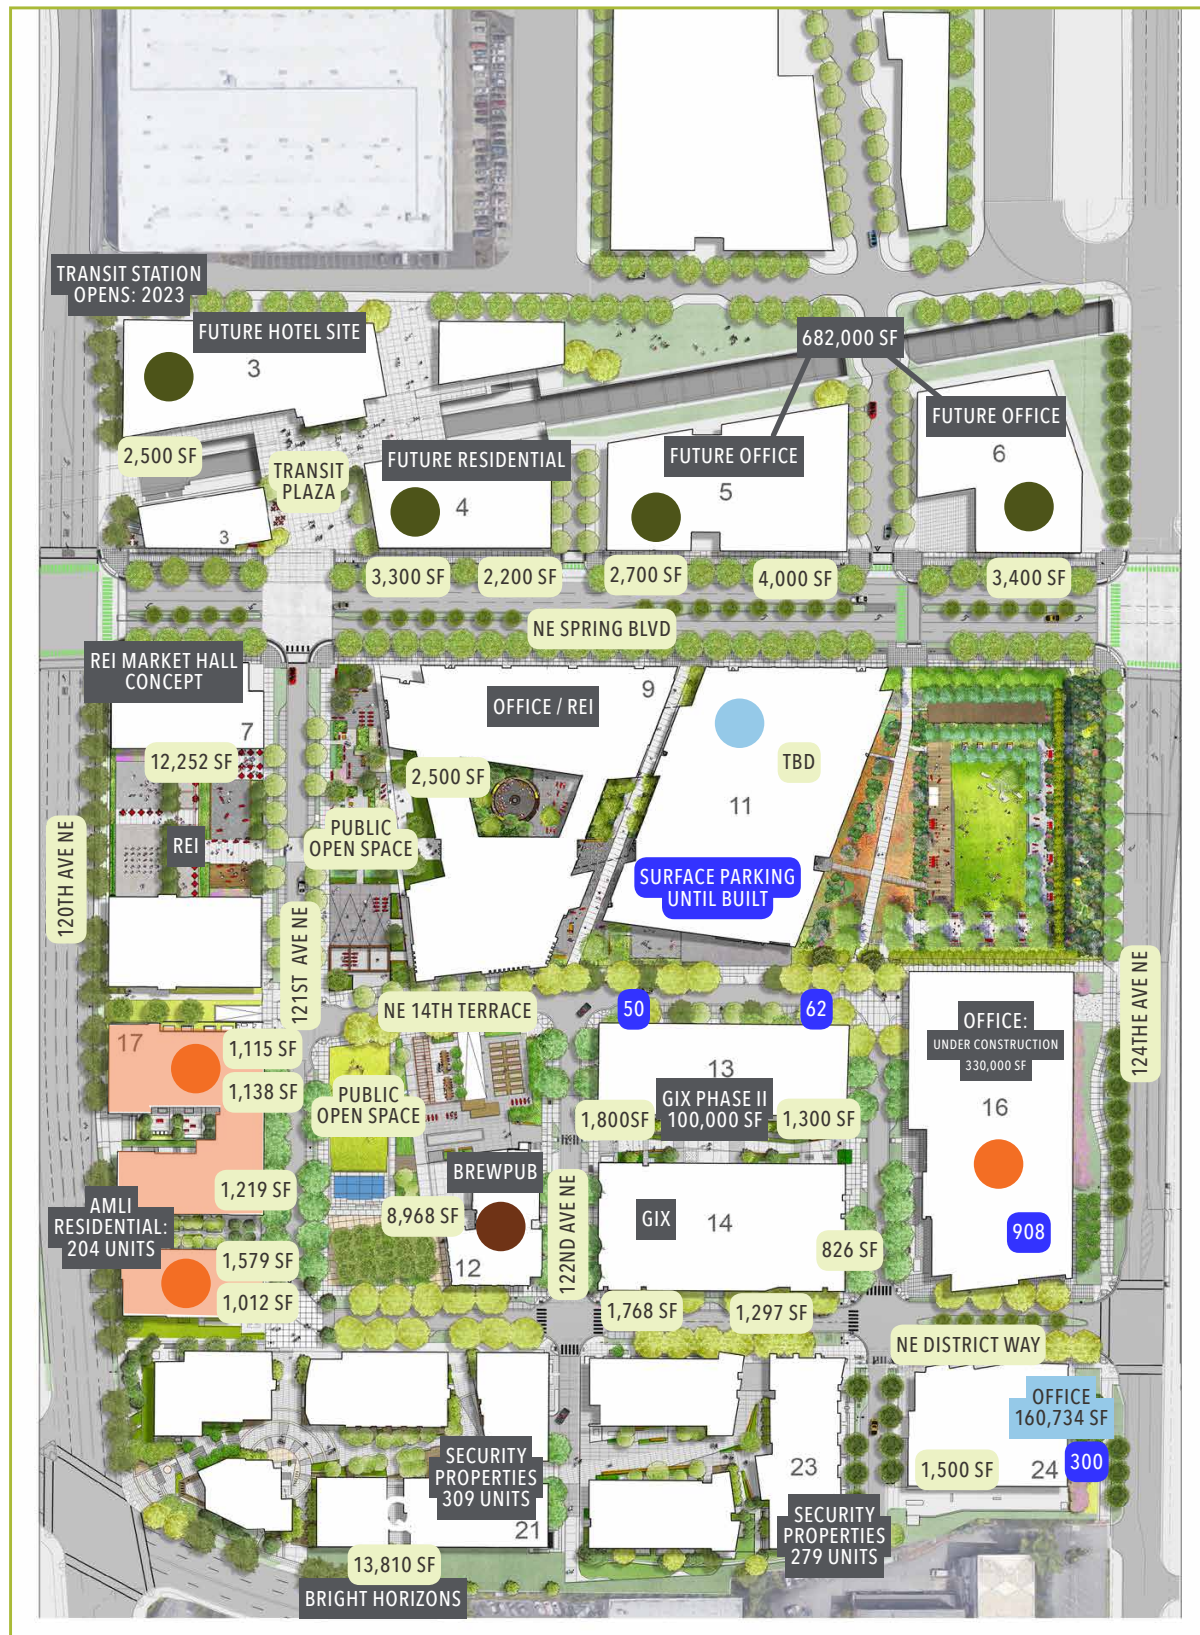 TRANSIT STATION
OPENS: 2023
FUTURE HOTEL SITE
3
682,000 SF
FUTURE OFFICE
6
2,500 SF
TRANSIT
PLAZA
FUTURE RESIDENTIAL
4
FUTURE OFFICE
5
3
3,300 SF
2,200 SF
2,700 SF
4,000 SF
3,400 SF
NE SPRING BLVD
REI MARKET HALL
CONCEPT
7
12,252 SF
REI
OFFICE / REI
9
2,500 SF
TBD
11
PUBLIC
OPEN SPACE
SURFACE PARKING
UNTIL BUILT
120TH AVE NE
121ST AVE NE
NE 14TH TERRACE
50
62
124THE AVE NE
17
1,115 SF
1,138 SF
OFFICE:
UNDER CONSTRUCTION
330,000 SF
13
GIX PHASE II
100,000 SF
1,800SF
1,300 SF
16
PUBLIC
OPEN SPACE
BREWPUB
8,968 SF
12
122ND AVE NE
GIX
14
826 SF
908
1,219 SF
AMLI
RESIDENTIAL:
204 UNITS
1,579 SF
1,012 SF
1,768 SF
1,297 SF
NE DISTRICT WAY
OFFICE
160,734 SF
300
1,500 SF
24
SECURITY
PROPERTIES
309 UNITS
21
23
SECURITY
PROPERTIES
279 UNITS
13,810 SF
BRIGHT HORIZONS